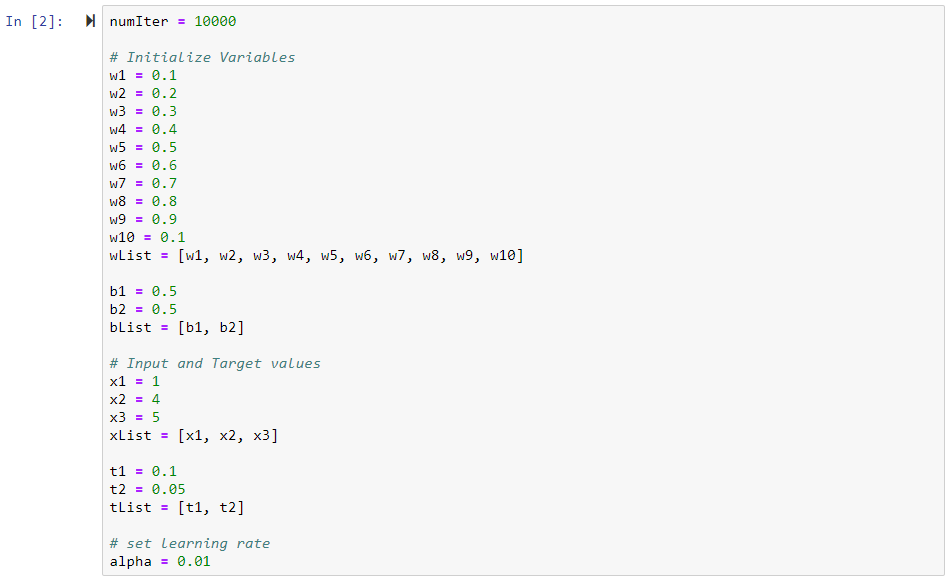 In [2]:
numIter = 10000
# Initialize Variables
w1 = 0.1
w2 = 0.2
w3 = 0.3
w4 = 0.4
w5 = 0.5
w6 = 0.6
w7 = 0.7
w8 = 0.8
w9 = 0.9
w10 = 0.1
wList = [w1, w2, w3, w4, w5, w6, w7, w8, w9, w10]
b1 = 0.5
b2 = 0.5
bList = [b1, b2]
# Input and Target values
x1 = 1
x2 = 4
x3 = 5
xList = [x1, x2, x3]
t1 = 0.1
t2 = 0.05
tList = [t1, t2]
# set learning rate
alpha = 0.01